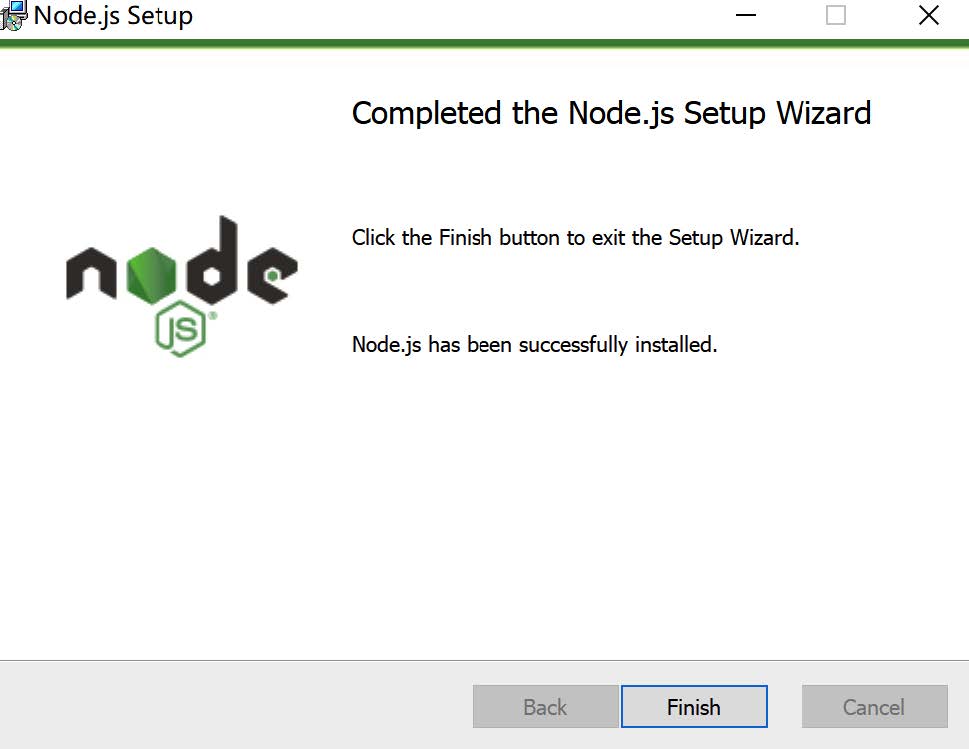 Node.js Setup
Completed the Node.js Setup Wizard
Click the Finish button to exit the Setup Wizard.
node
JS®
Node.js has been successfully installed.
Back
Finish
Cancel